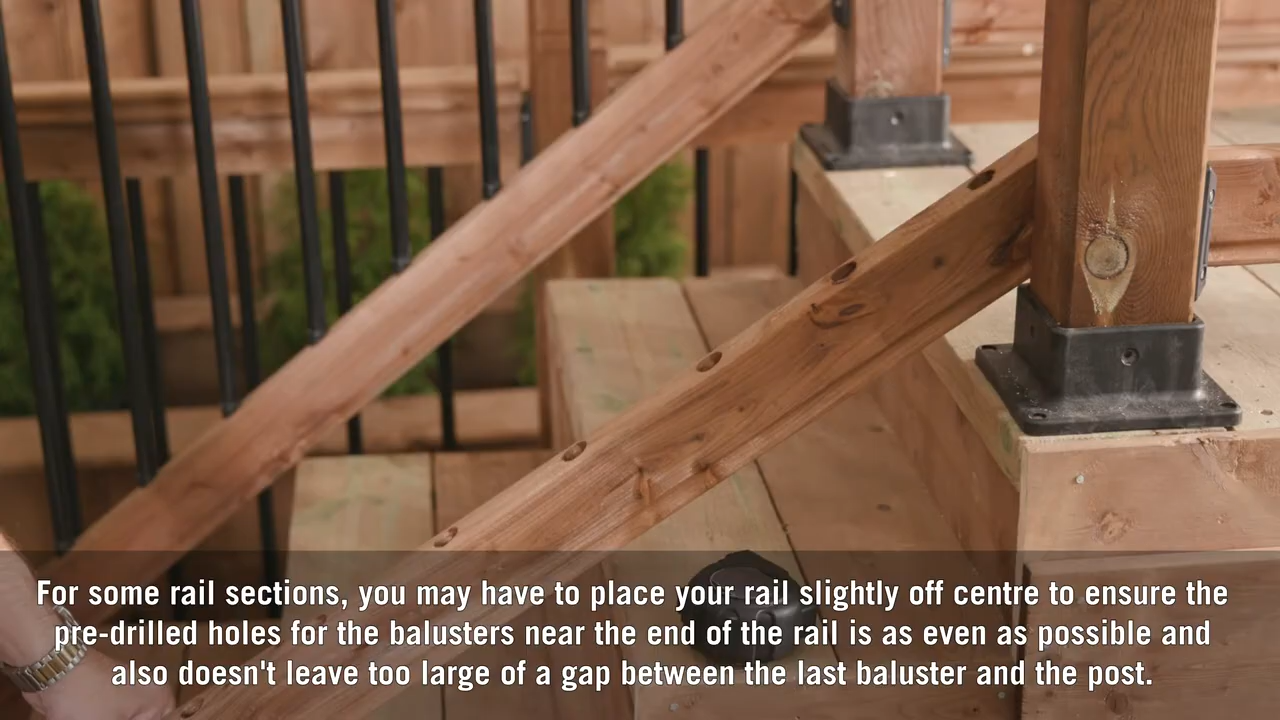 For some rail sections, you may have to place your rail slightly off centre to ensure the
pre-drilled holes for the balusters near the end of the rail is as even as possible and
also doesn't leave too large of a gap between the last baluster and the post.